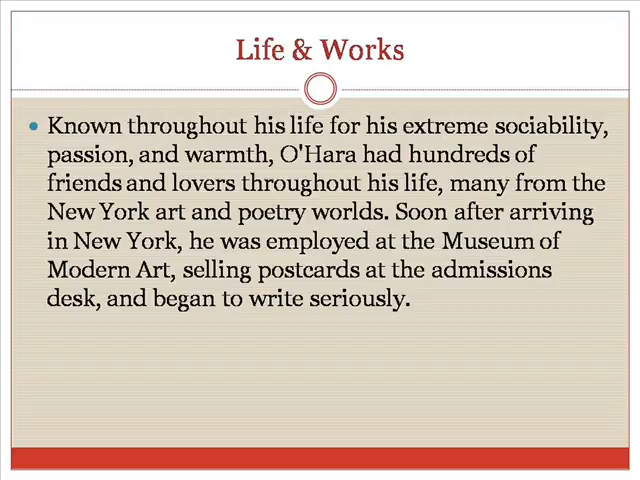 Life & Works
Known throughout his life for his extreme sociability,
passion, and warmth, O'Hara had hundreds of
friends and lovers throughout his life, many from the
New York art and poetry worlds. Soon after arriving
in New York, he was employed at the Museum of
Modern Art, selling postcards at the admissions
desk, and began to write seriously.